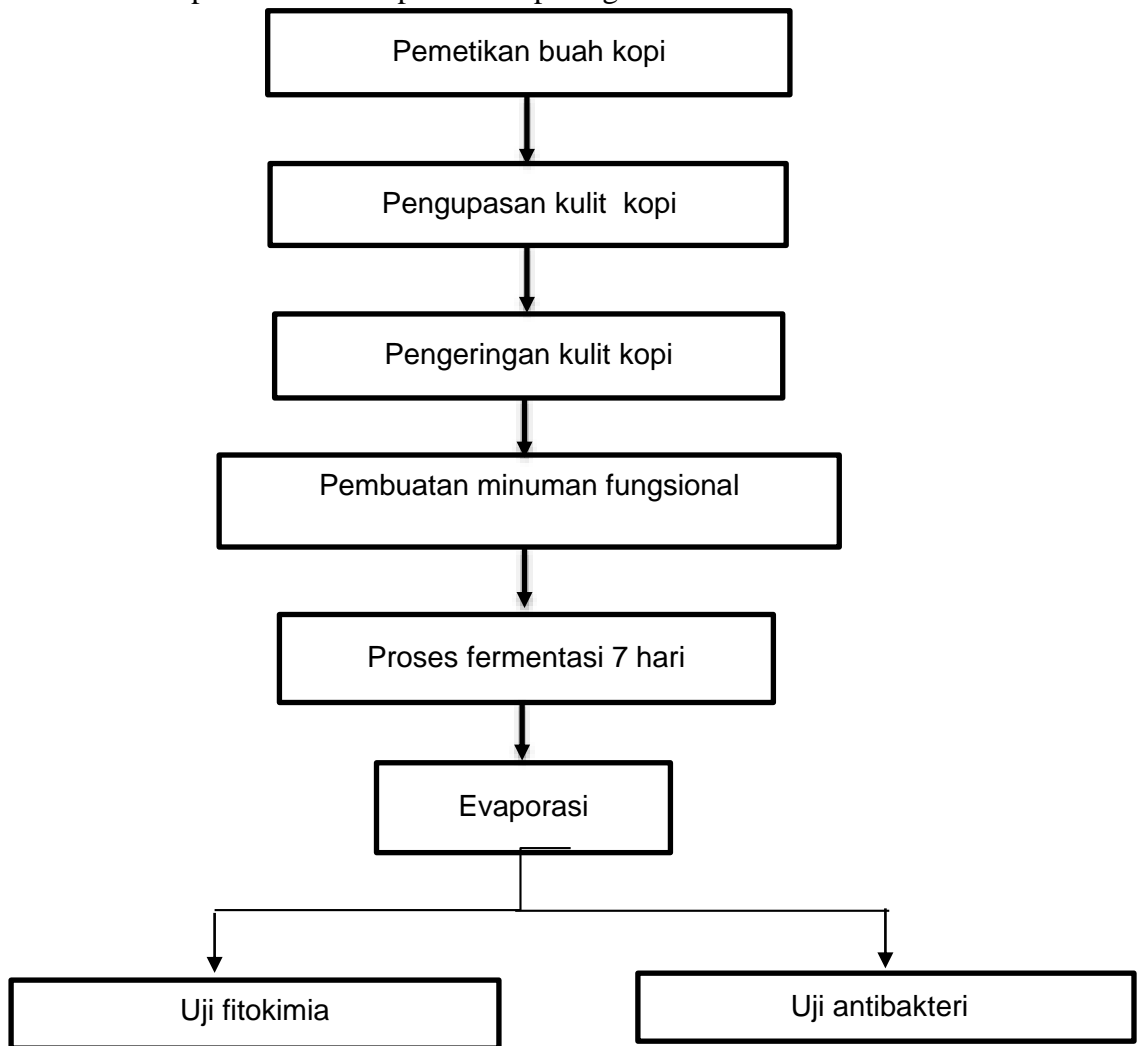 Pemetikan buah kopi
Pengupasan kulit kopi
Pengeringan kulit kopi
Pembuatan minuman fungsional
Proses fermentasi 7 hari
Evaporasi
Uji fitokimia
Uji antibakteri